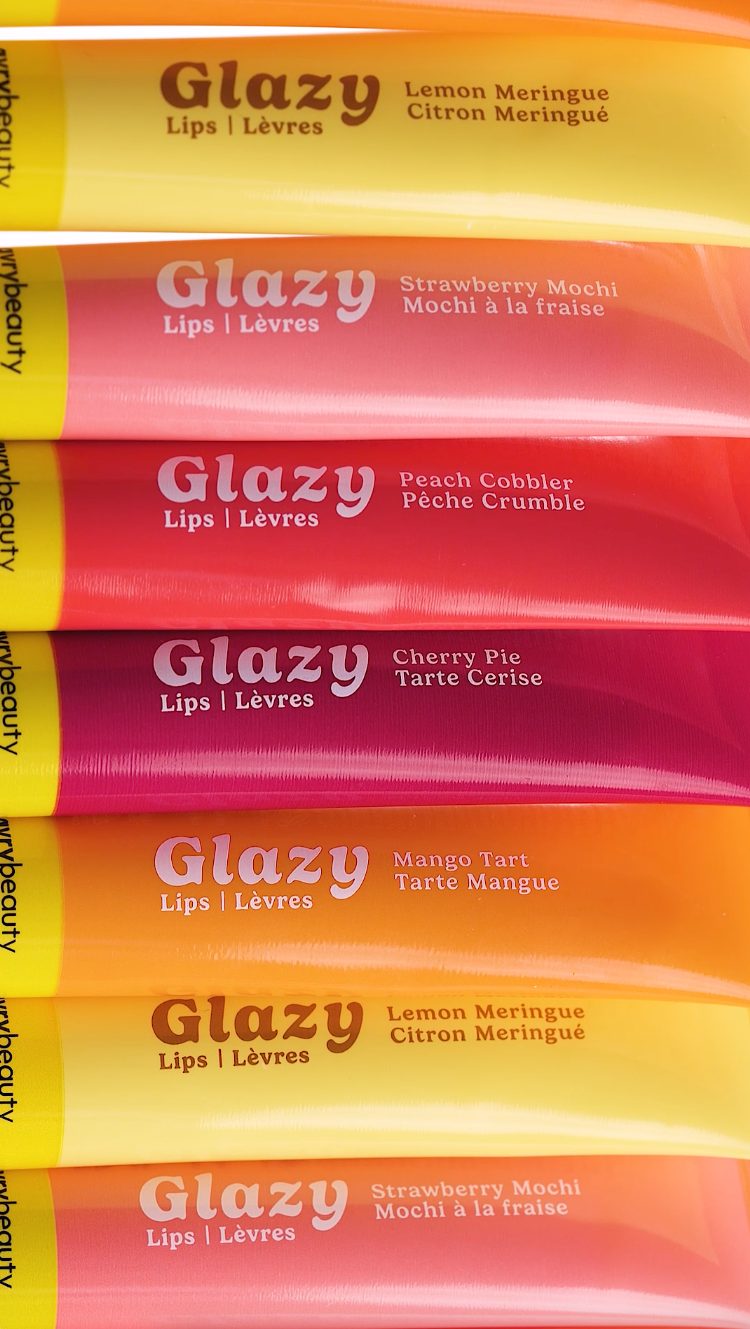 Glazy
Lips | Lèvres
Lemon Meringue
Citron Meringué
Glazy
Lips | Lèvres
Strawberry Mochi
Mochi à la fraise
Glazy
Lips | Lèvres
Peach Cobbler
Pêche Crumble
Glazy
Lips | Lèvres
Cherry Pie
Tarte Cerise
Glazy
Lips | Lèvres
Mango Tart
Tarte Mangue
Glazy
Lips | Lèvres
Lemon Meringue
Citron Meringué
Glazy
Lips | Lèvres
Strawberry Mochi
Mochi à la fraise